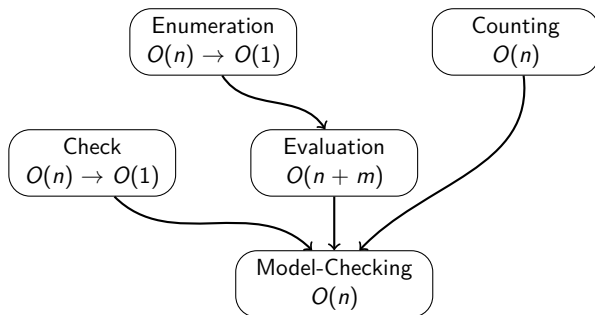 Enumeration
O(n) → O(1)
Counting
O(n)
Check
O(n) → O(1)
Evaluation
O(n + m)
Model-Checking
O(n)